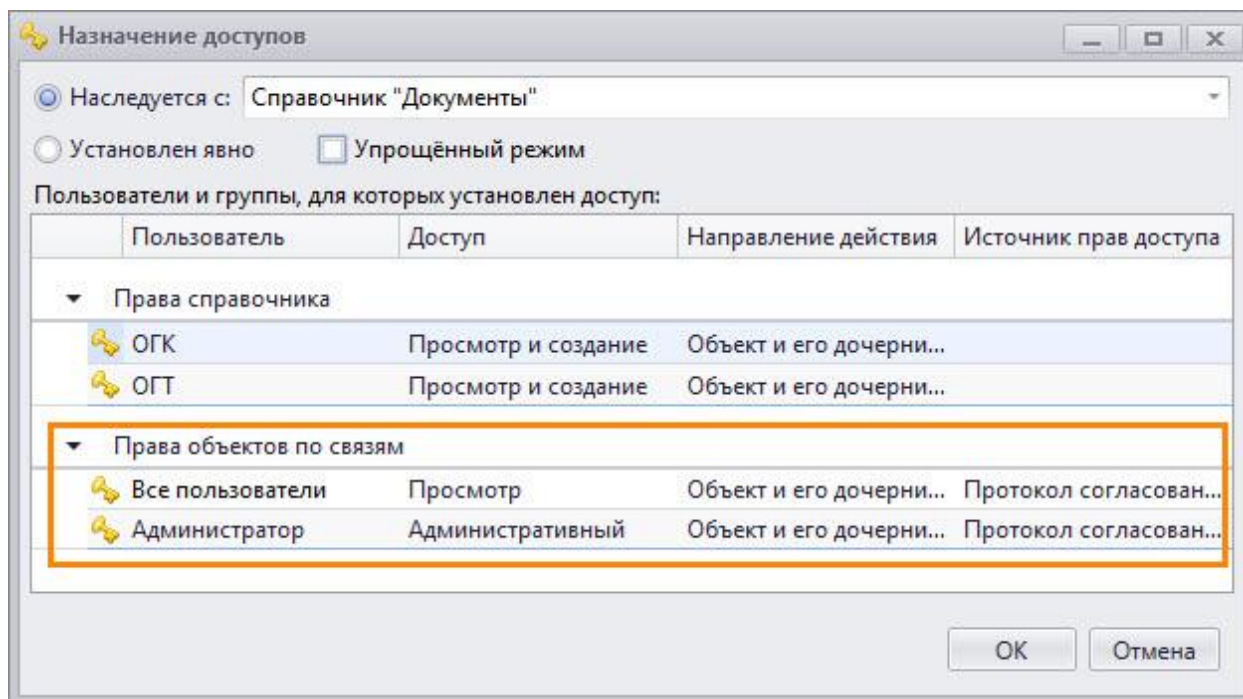 Назначение доступов
Наследуется с: Справочник "Документы"
Установлен явно Упрощённый режим
Пользователи и группы, для которых установлен доступ:
Пользователь Доступ Направление действия Источник прав доступа
Права справочника
ОГК Просмотр и создание Объект и его дочерни...
ОГТ Просмотр и создание Объект и его дочерни...
Права объектов по связям
Все пользователи Просмотр Объект и его дочерни... Протокол согласован...
Администратор Административный Объект и его дочерни... Протокол согласован...
ОК Отмена